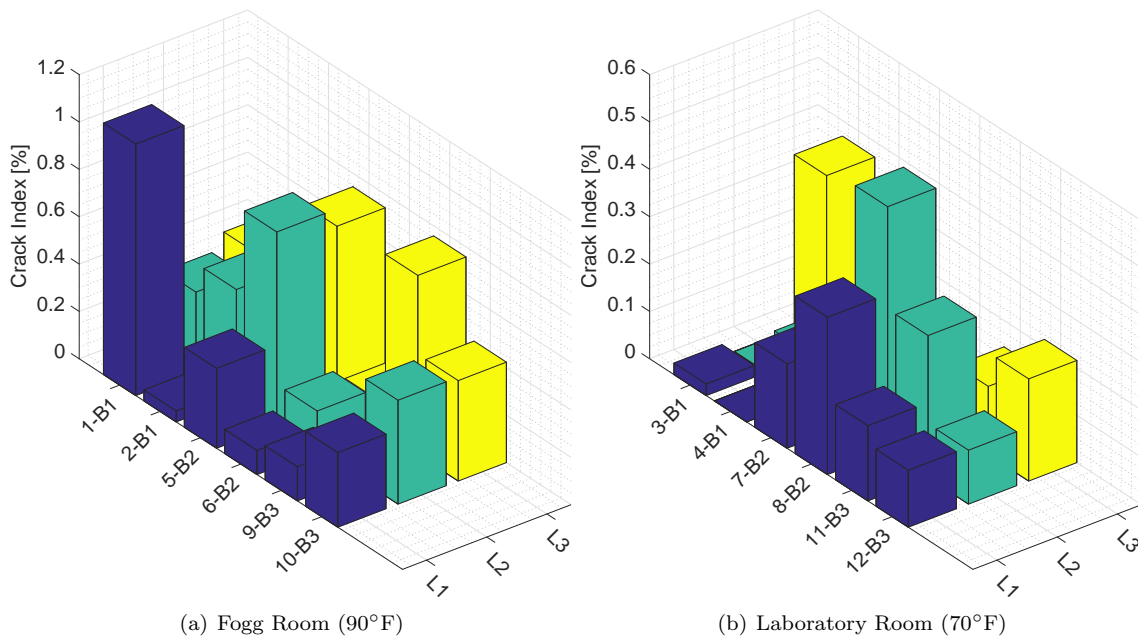 Crack Index [%]
1.2
1
0.8
0.6
0.4
0.2
0
1-B1
2-B1
5-B2
6-B2
9-B3
10-B3
L1
L2
L3
(a) Fogg Room (90°F)
Crack Index [%]
0.6
0.5
0.4
0.3
0.2
0.1
0
3-B1
4-B1
7-B2
8-B2
11-B3
12-B3
L1
L2
L3
(b) Laboratory Room (70°F)